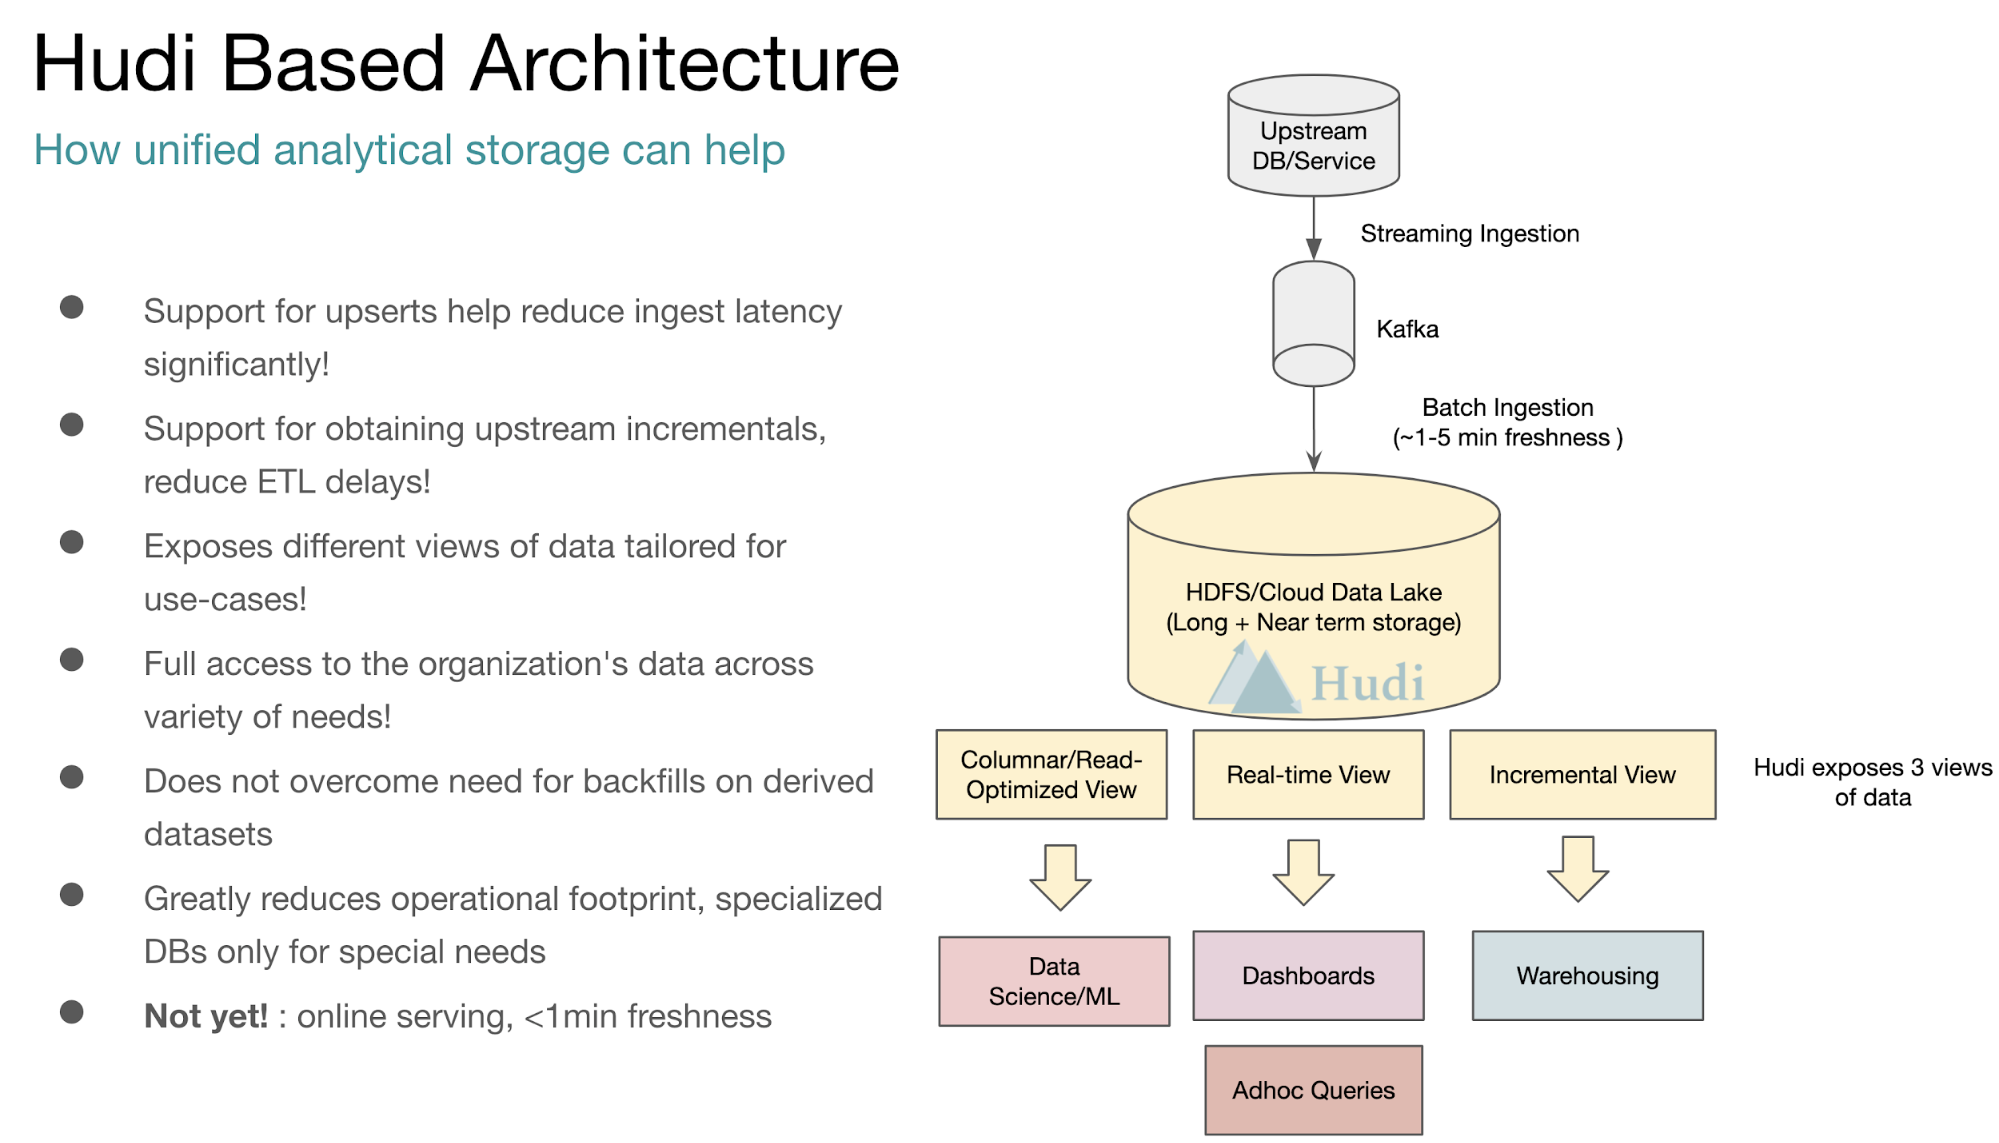 Hudi Based Architecture
How unified analytical storage can help
Support for upserts help reduce ingest latency
significantly!
Support for obtaining upstream incrementals,
reduce ETL delays!
Exposes different views of data tailored for
use-cases!
Full access to the organization's data across
variety of needs!
Does not overcome need for backfills on derived
datasets
Greatly reduces operational footprint, specialized
DBs only for special needs
Not yet! : online serving, <1min freshness
Upstream
DB/Service
Streaming Ingestion
Kafka
Batch Ingestion
(~1-5 min freshness )
HDFS/Cloud Data Lake
(Long + Near term storage)
Hudi
Columnar/Read-
Optimized View
Real-time View
Incremental View
Hudi exposes 3 views
of data
Data
Science/ML
Dashboards
Warehousing
Adhoc Queries